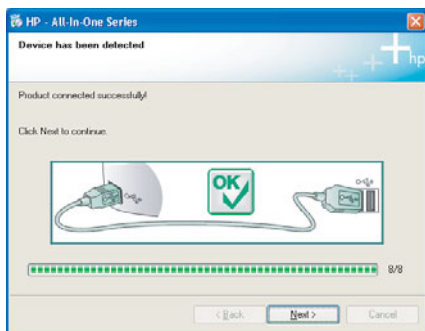 HP - All-In-One Series
Device has been detected
hp
Product connected successfully!
Click Next to continue.
OK
8/8
< Back
Next >
Cancel